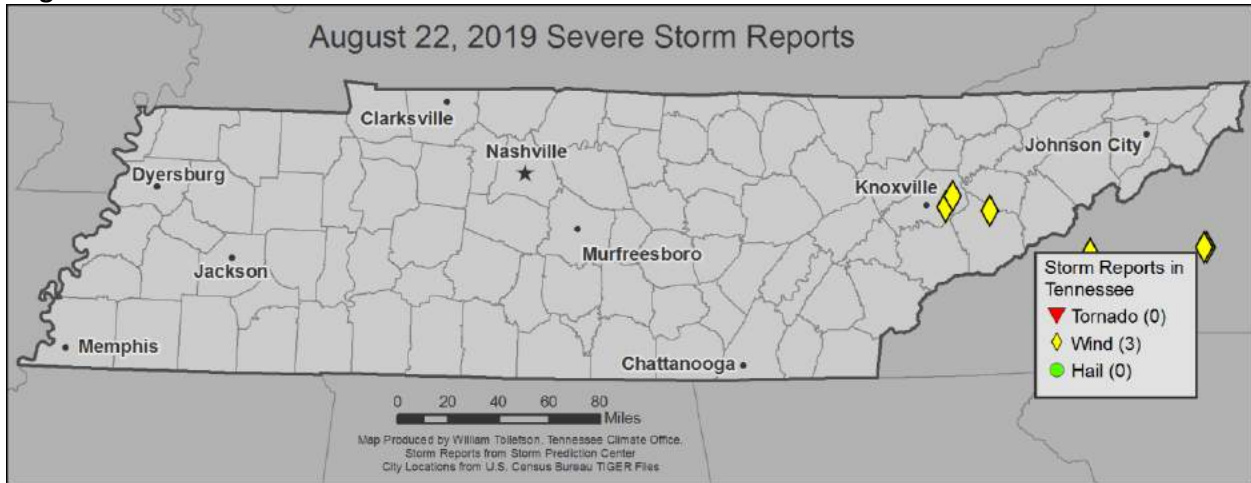 August 22, 2019 Severe Storm Reports
Clarksville
Nashville
Johnson City
Dyersburg
Knoxville
Murfreesboro
Jackson
Storm Reports in
Tennessee
Tornado (0)
Wind (3)
Hail (0)
Memphis
Chattanooga
0 20 40 60 80
Miles
Map Produced by William Tollefson, Tennessee Climate Office.
Storm Reports from Storm Prediction Center
City Locations from U.S. Census Bureau TIGER Files